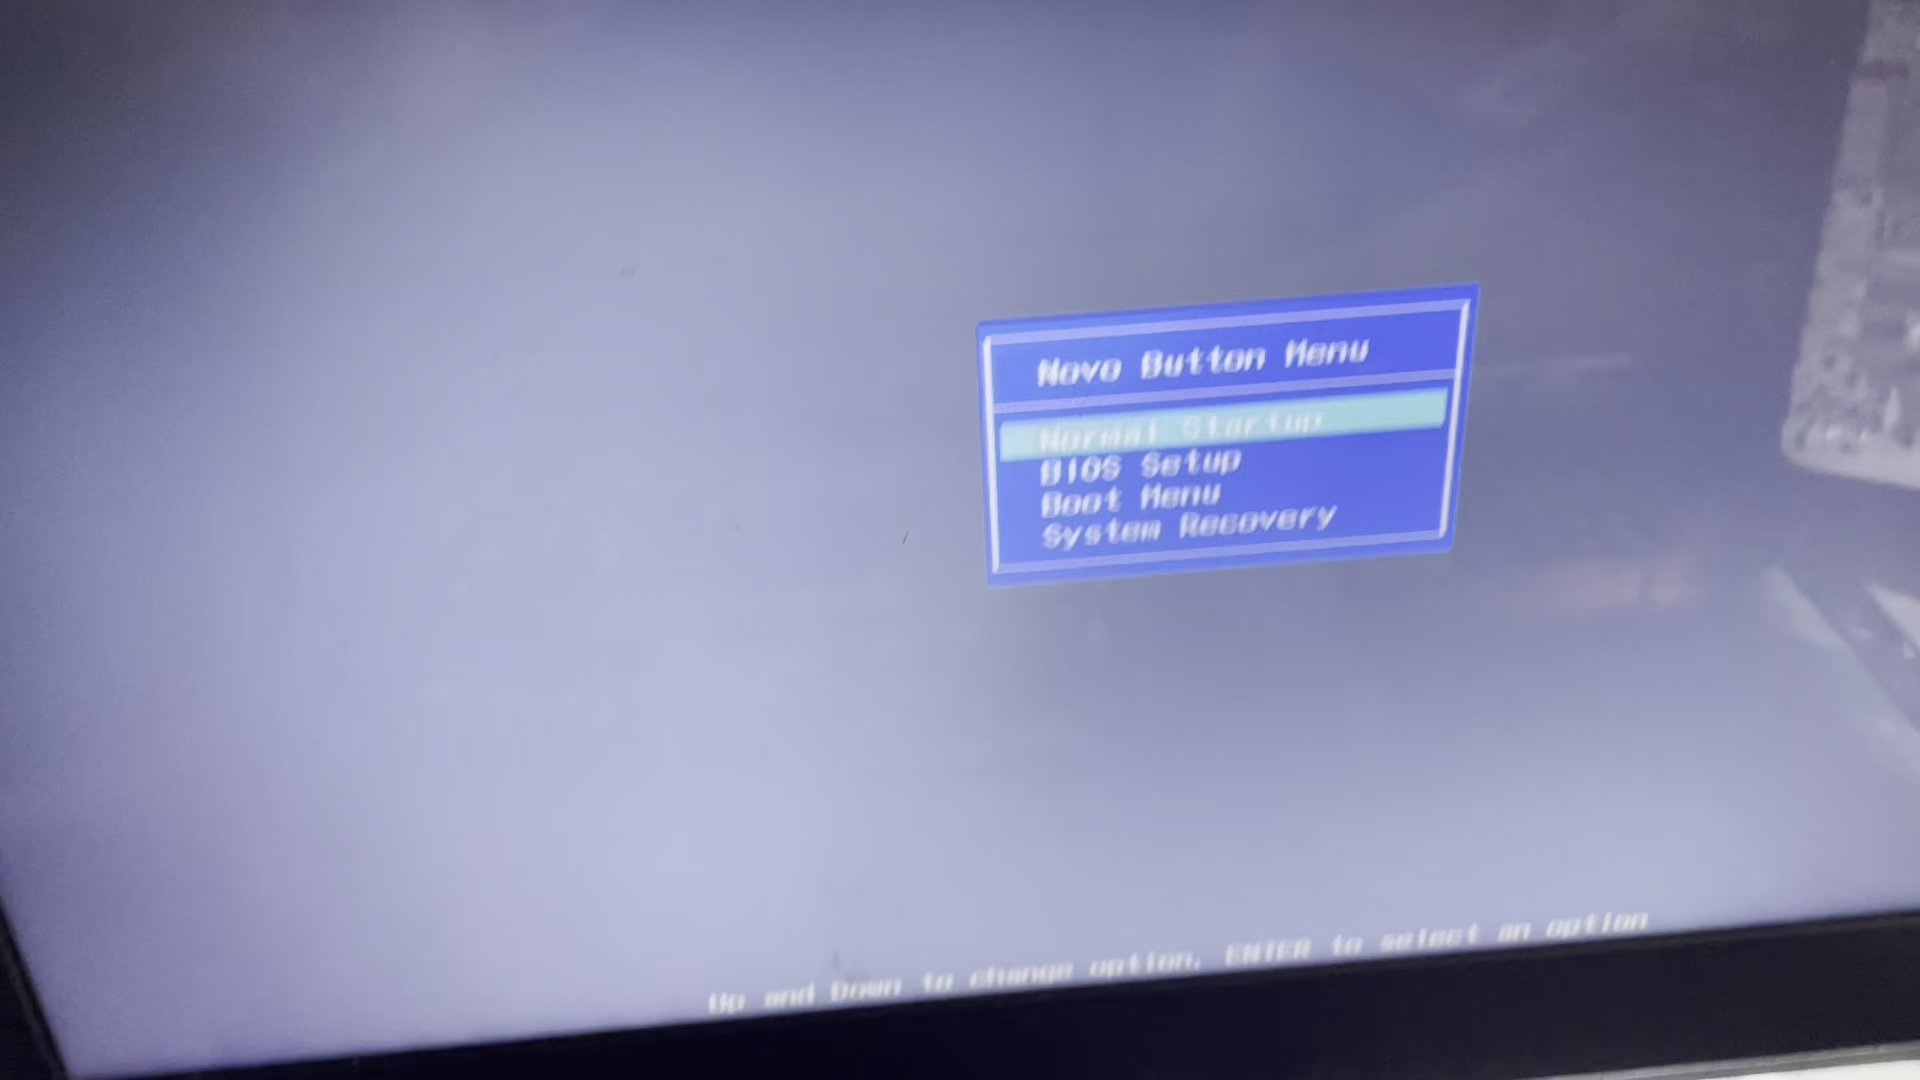 Novo Button Menu
Normal Startup
BIOS Setup
Boot Menu
System Recovery
Up and Down to change option, ENTER to select an option